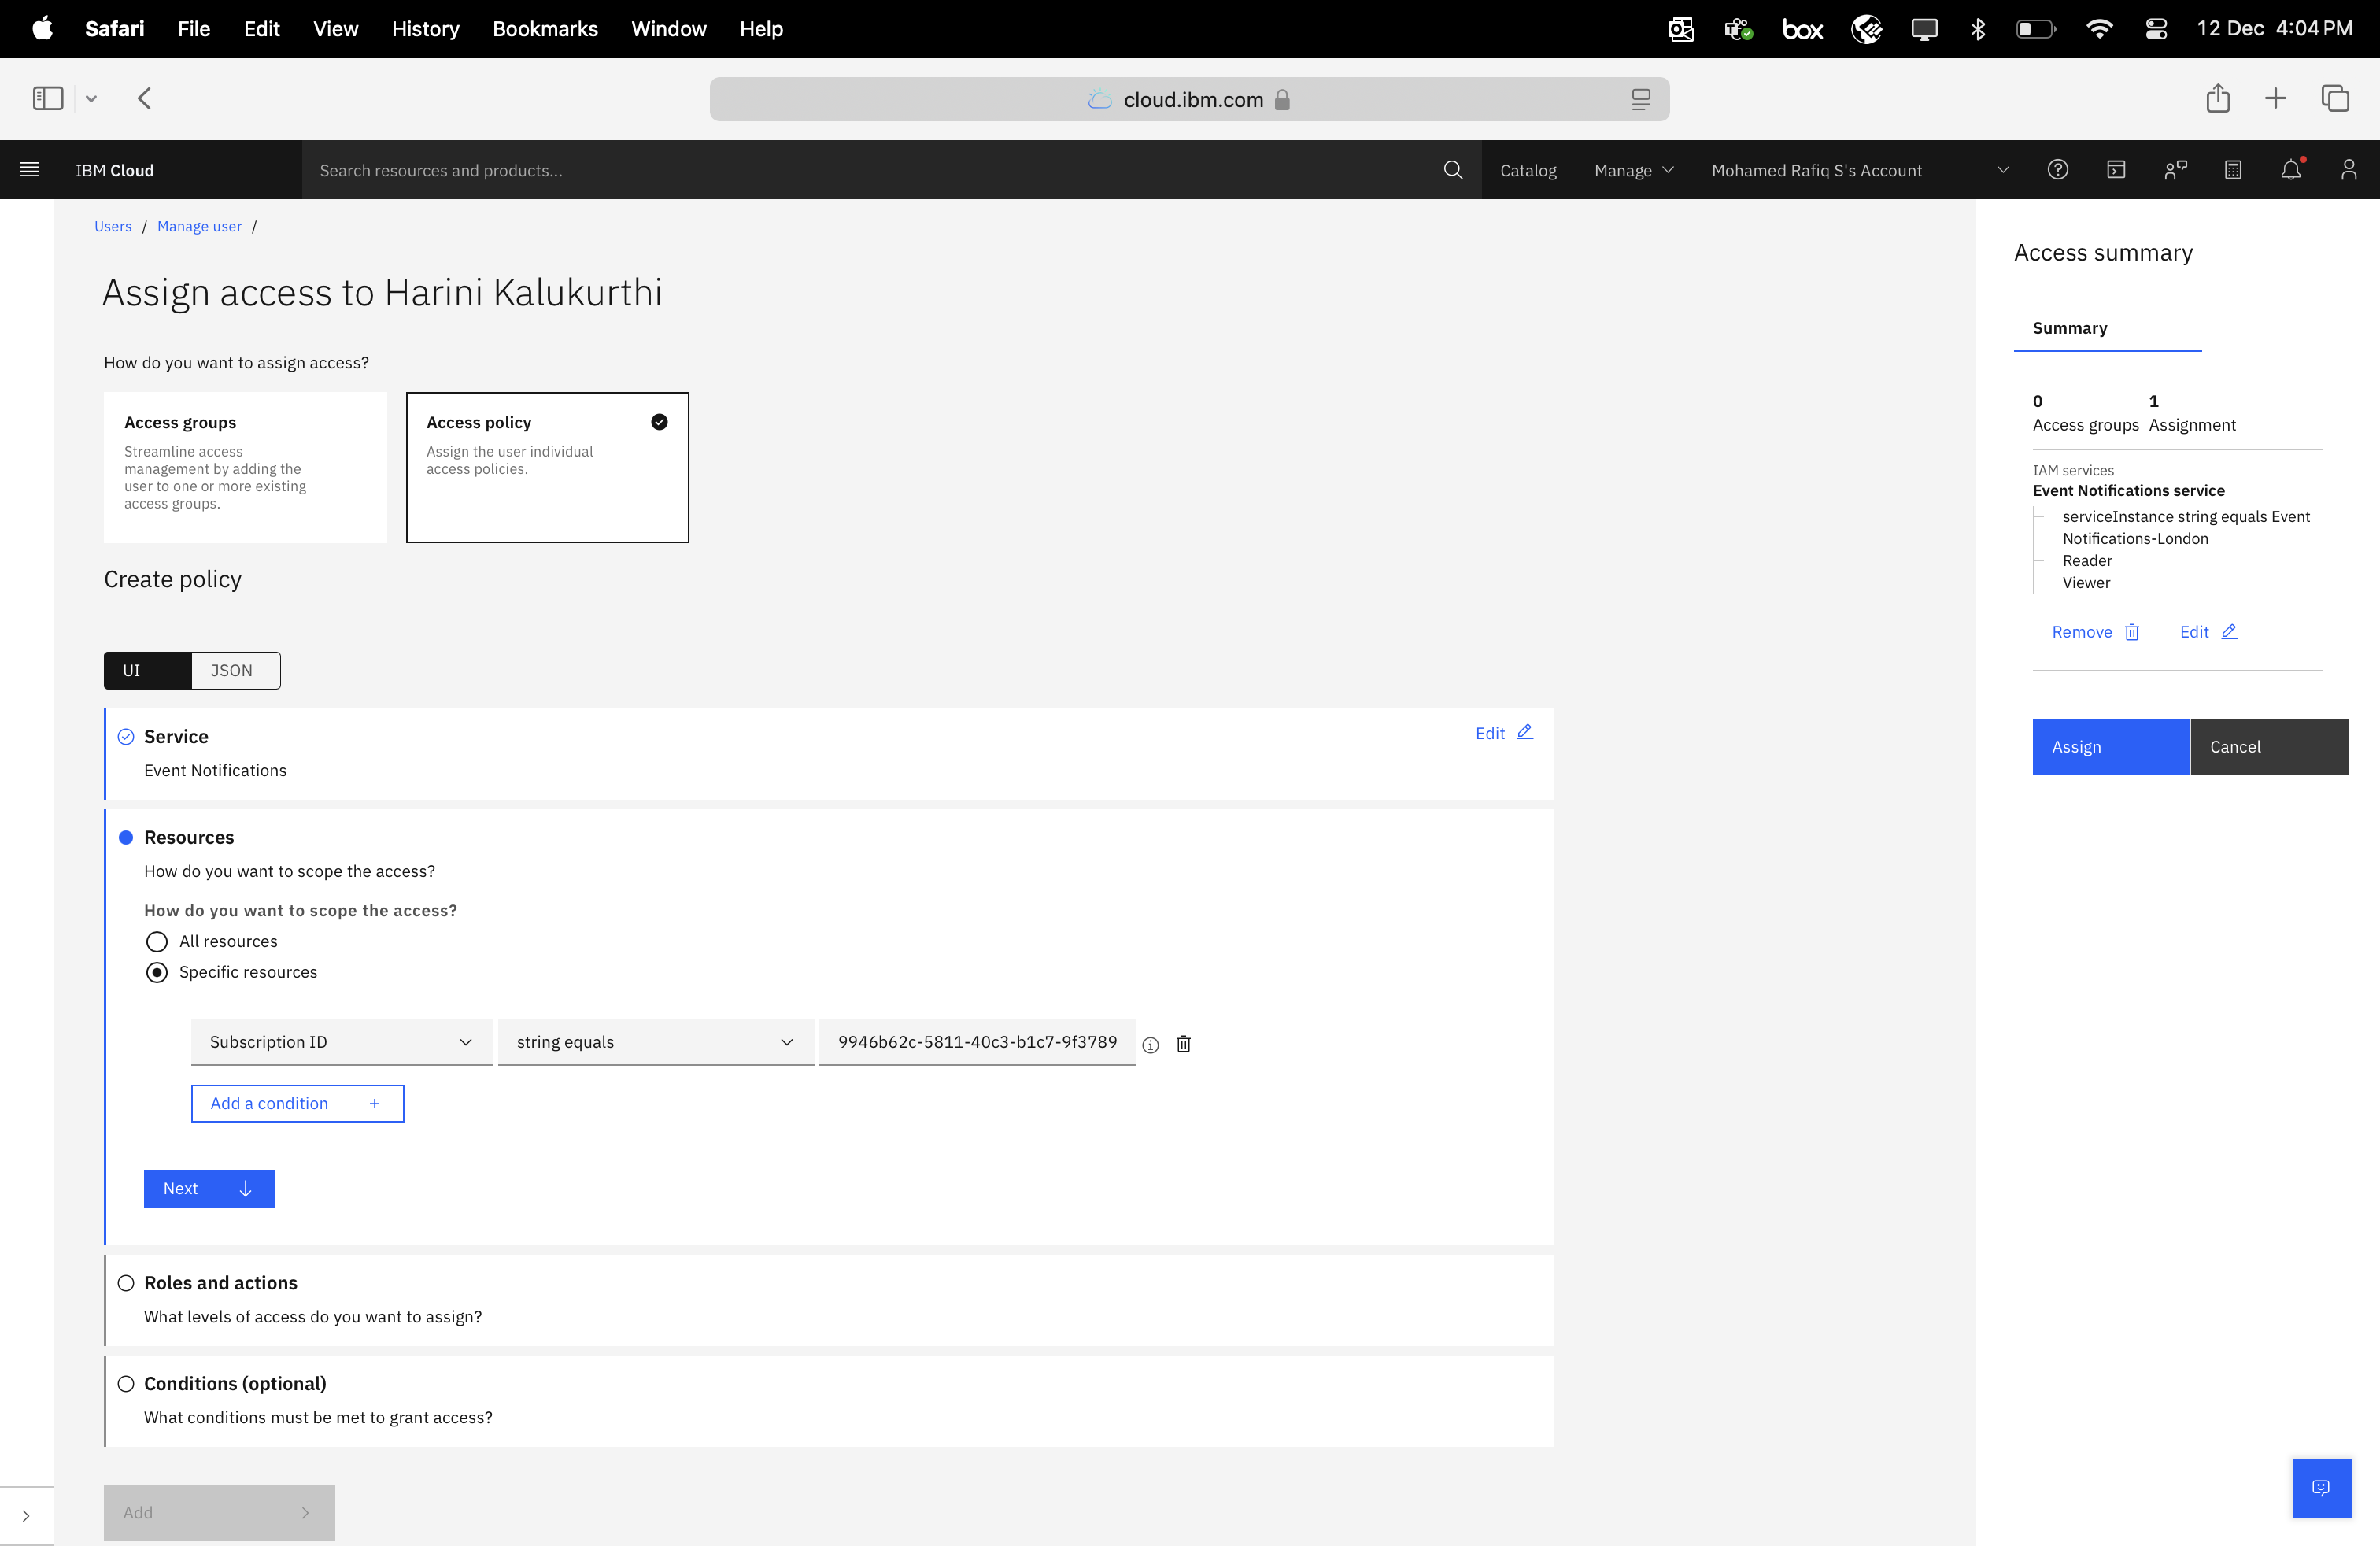 Safari File Edit View History Bookmarks Window Help box 12 Dec 4:04 PM
cloud.ibm.com
IBM Cloud Search resources and products... Catalog Manage Mohamed Rafiq S's Account
Users / Manage user /
Assign access to Harini Kalukurthi
How do you want to assign access?
Access groups
Streamline access
management by adding the
user to one or more existing
access groups.
Access policy
Assign the user individual
access policies.
Create policy
UI JSON
Service
Edit
Event Notifications
Resources
How do you want to scope the access?
How do you want to scope the access?
All resources
Specific resources
Subscription ID string equals 9946b62c-5811-40c3-b1c7-9f3789
Add a condition +
Next
Roles and actions
What levels of access do you want to assign?
Conditions (optional)
What conditions must be met to grant access?
Add
Access summary
Summary
0 1
Access groups Assignment
IAM services
Event Notifications service
serviceInstance string equals Event
Notifications-London
Reader
Viewer
Remove Edit
Assign Cancel